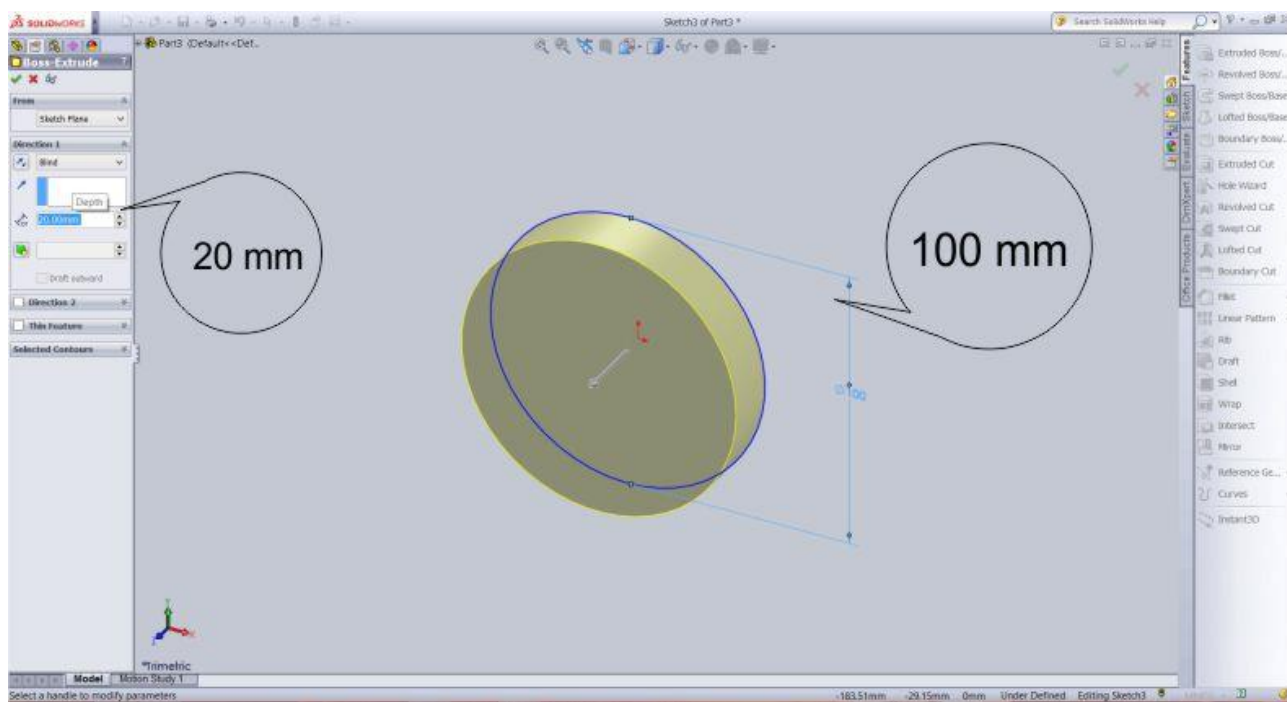 SOLIDWORKS
Sketch3 of Part3 *
Search SolidWorks Help
Part3 (Default<<Def...
Boss-Extrude
?
From
Sketch Plane
Direction 1
Blind
Depth
20.00mm
Draft outward
Direction 2
Thin Feature
Selected Contours
20 mm
100 mm
100
Features
Sketch
Evaluate
DimXpert
Office Products
Extruded Boss/...
Revolved Boss/...
Swept Boss/Base
Lofted Boss/Base
Boundary Boss/...
Extruded Cut
Hole Wizard
Revolved Cut
Swept Cut
Lofted Cut
Boundary Cut
Fillet
Linear Pattern
Rib
Draft
Shell
Wrap
Intersect
Mirror
Reference Ge...
Curves
Instant3D
*Trimetric
Model
Motion Study 1
Select a handle to modify parameters
-183.51mm -29.15mm 0mm Under Defined Editing Sketch3